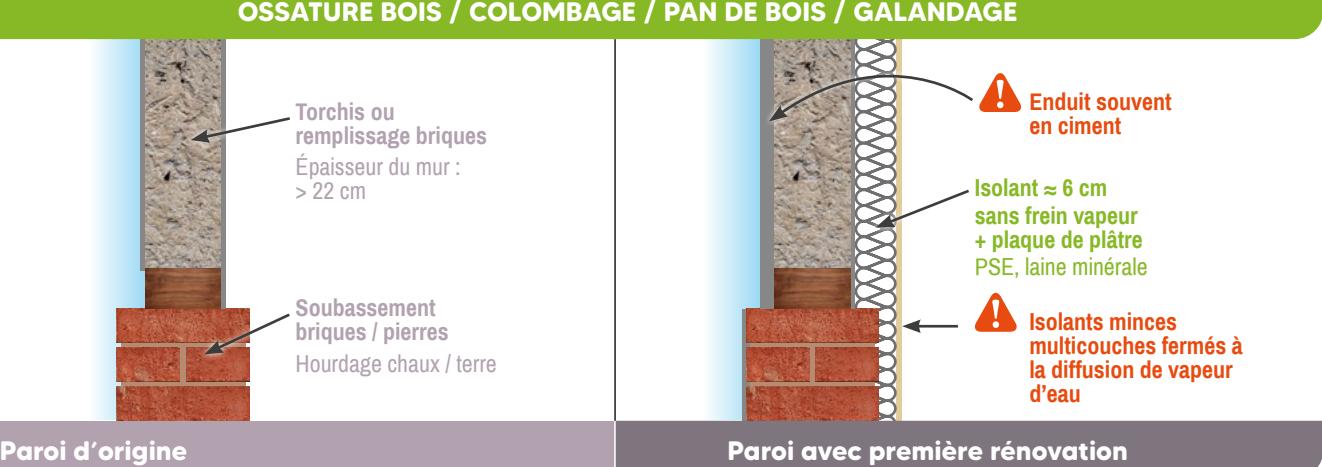 OSSATURE BOIS / COLOMBAGE / PAN DE BOIS / GALANDAGE
Torchis ou
remplissage briques
Épaisseur du mur :
> 22 cm
Soubassement
briques / pierres
Hourdage chaux / terre
Paroi d'origine
Enduit souvent
en ciment
Isolant ≈ 6 cm
sans frein vapeur
+ plaque de plâtre
PSE, laine minérale
Isolants minces
multicouches fermés à
la diffusion de vapeur
d'eau
Paroi avec première rénovation